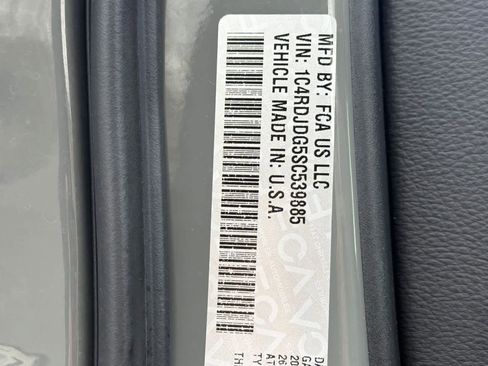 MFD BY: FCA US LLC
VIN: 1C4RDJDG5SC539885
VEHICLE MADE IN: U.S.A.